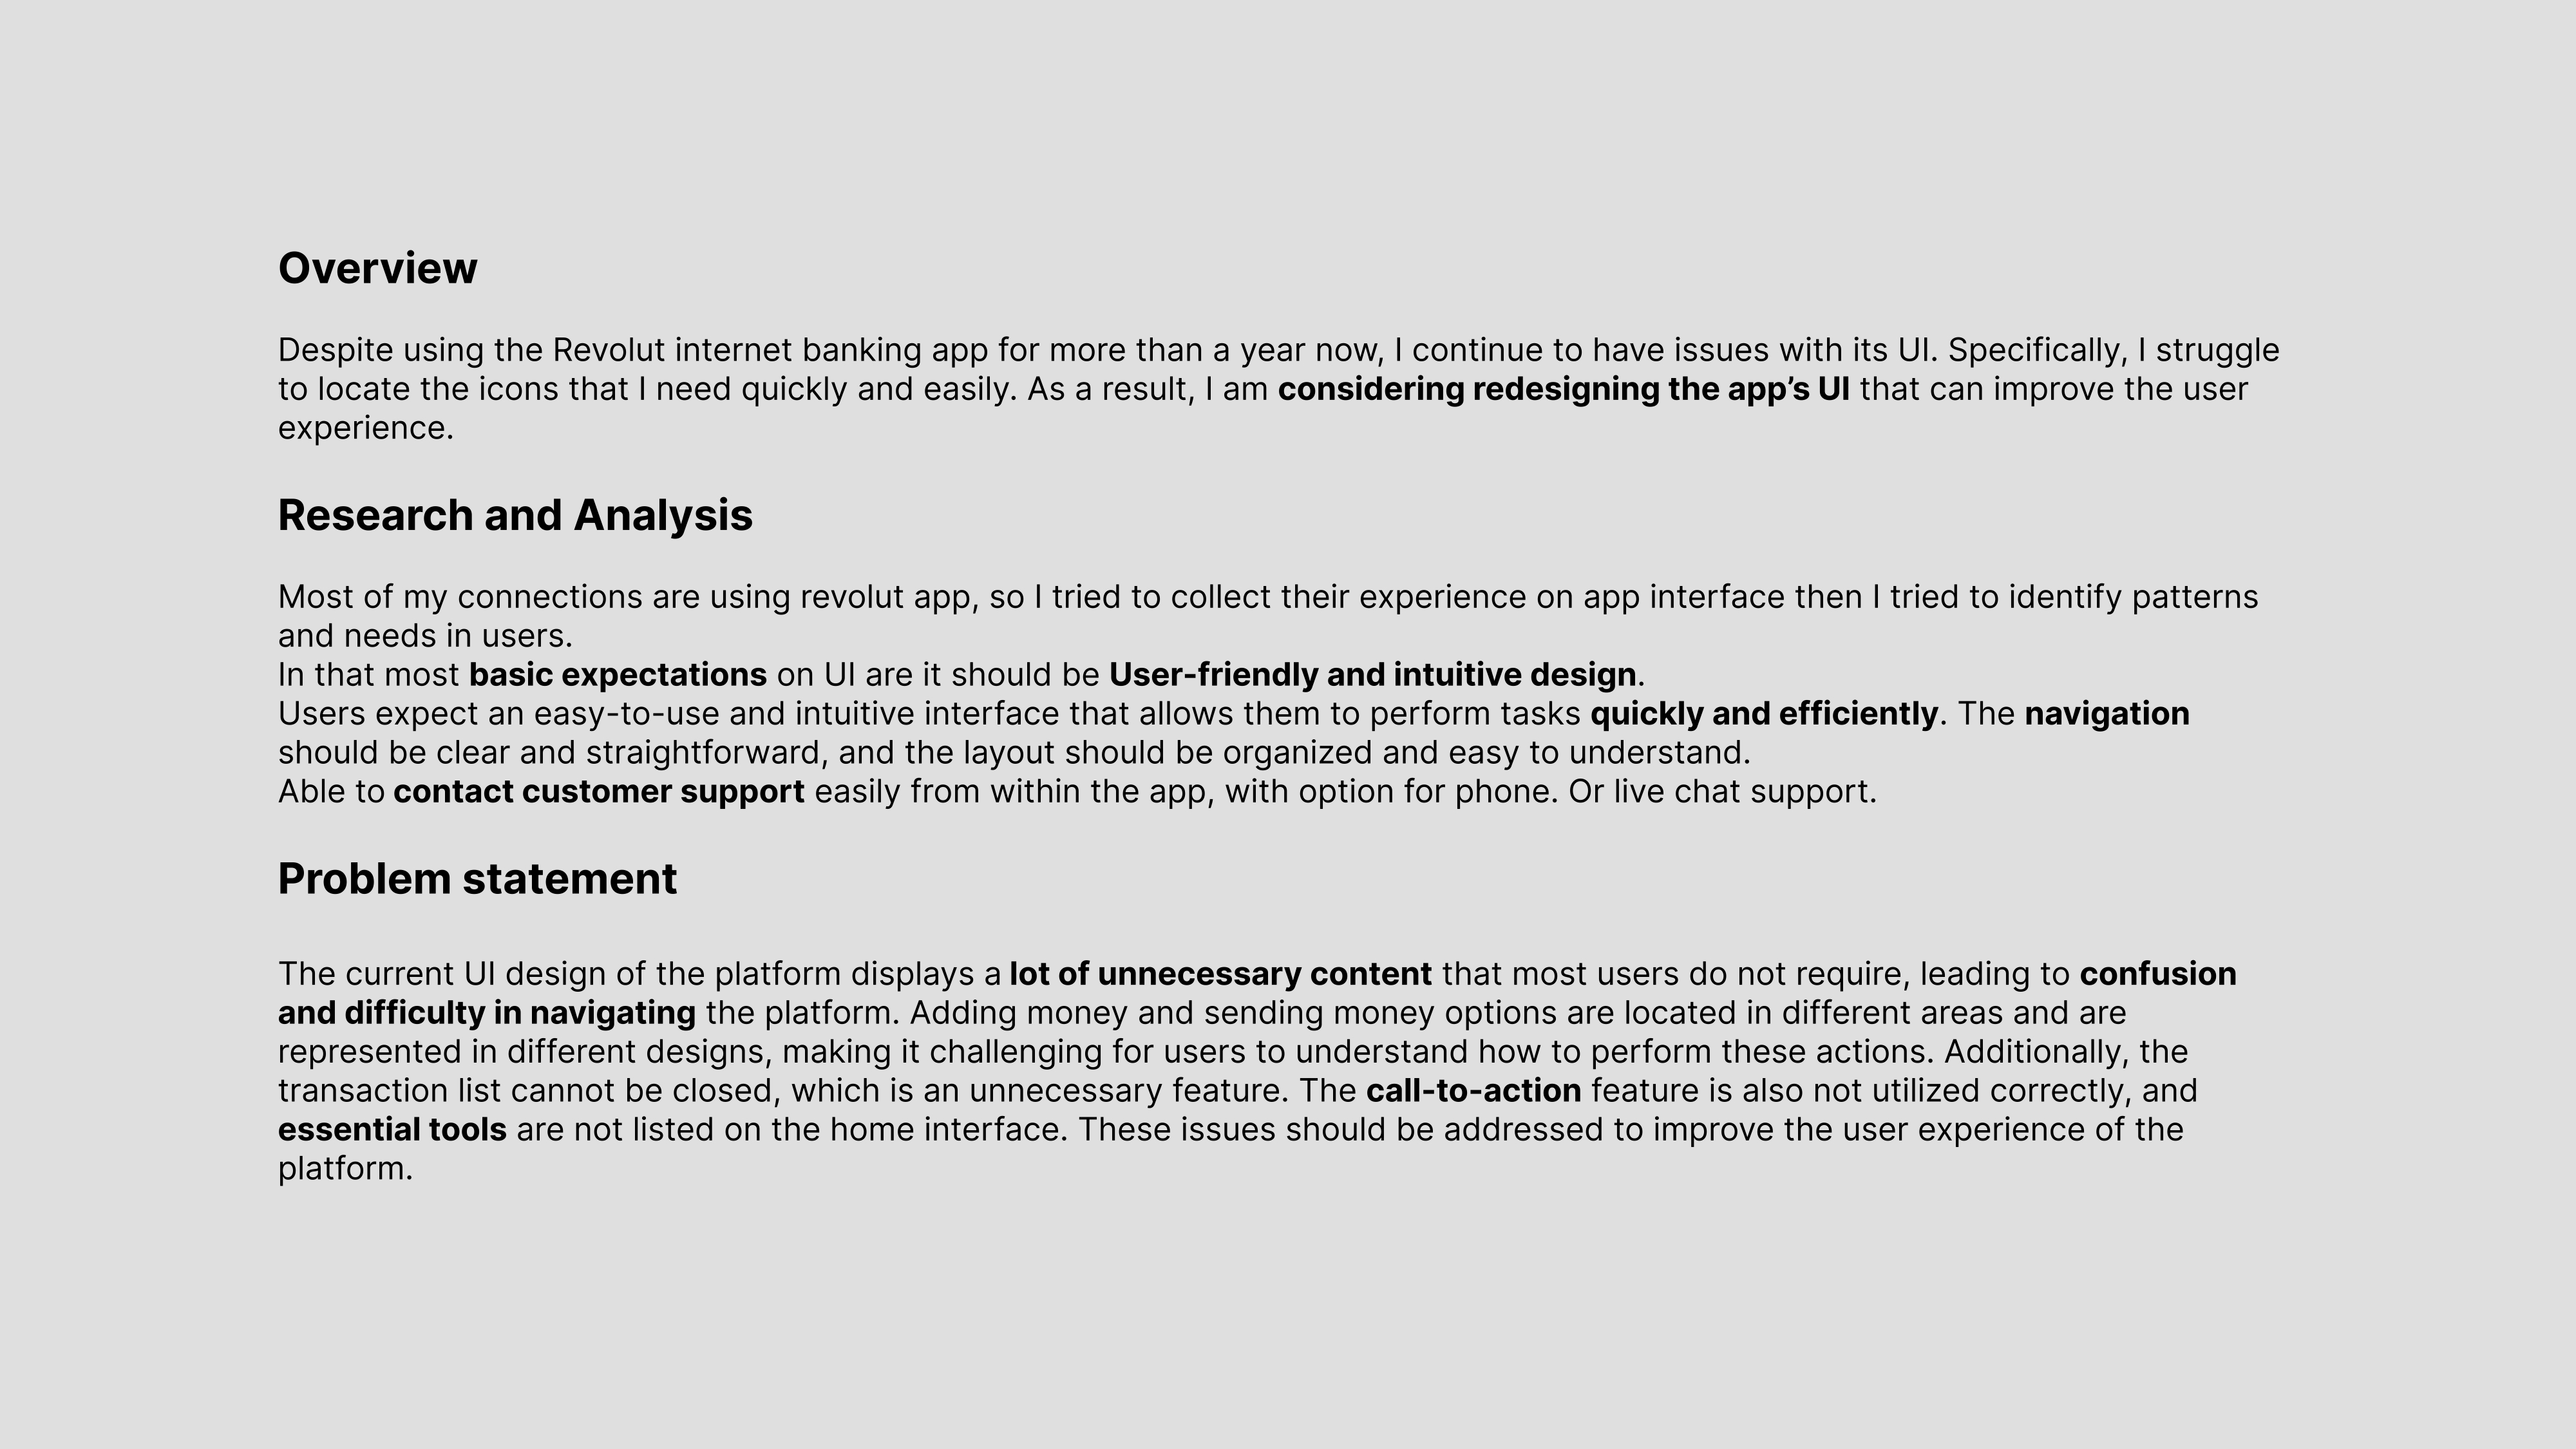 Overview
Despite using the Revolut internet banking app for more than a year now, I continue to have issues with its UI. Specifically, I struggle
to locate the icons that I need quickly and easily. As a result, I am considering redesigning the app’s UI that can improve the user
experience.
Research and Analysis
Most of my connections are using revolut app, so I tried to collect their experience on app interface then I tried to identify patterns
and needs in users.
In that most basic expectations on UI are it should be User-friendly and intuitive design.
Users expect an easy-to-use and intuitive interface that allows them to perform tasks quickly and efficiently. The navigation
should be clear and straightforward, and the layout should be organized and easy to understand.
Able to contact customer support easily from within the app, with option for phone. Or live chat support.
Problem statement
The current UI design of the platform displays a lot of unnecessary content that most users do not require, leading to confusion
and difficulty in navigating the platform. Adding money and sending money options are located in different areas and are
represented in different designs, making it challenging for users to understand how to perform these actions. Additionally, the
transaction list cannot be closed, which is an unnecessary feature. The call-to-action feature is also not utilized correctly, and
essential tools are not listed on the home interface. These issues should be addressed to improve the user experience of the
platform.